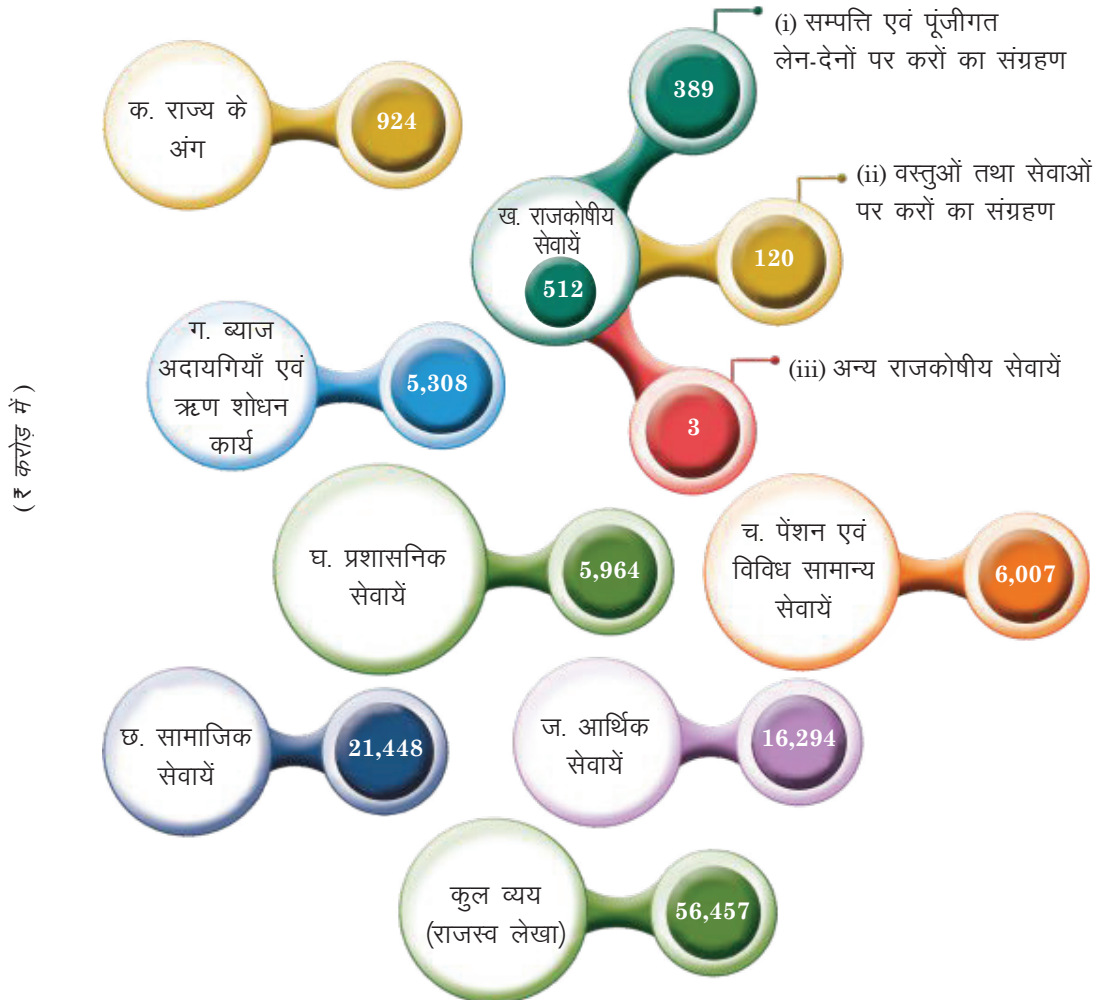 (i) सम्पत्ति एवं पूंजीगत
लेन-देनों पर करों का संग्रहण
389
क. राज्य के
अंग
924
(ii) वस्तुओं तथा सेवाओं
पर करों का संग्रहण
ख. राजकोषीय
सेवायें
512
120
ग. ब्याज
अदायगियाँ एवं
ऋण शोधन
कार्य
5,308
(iii) अन्य राजकोषीय सेवायें
3
(₹ करोड़ में)
घ. प्रशासनिक
सेवायें
5,964
च. पेंशन एवं
विविध सामान्य
सेवायें
6,007
छ. सामाजिक
सेवायें
21,448
ज. आर्थिक
सेवायें
16,294
कुल व्यय
(राजस्व लेखा)
56,457